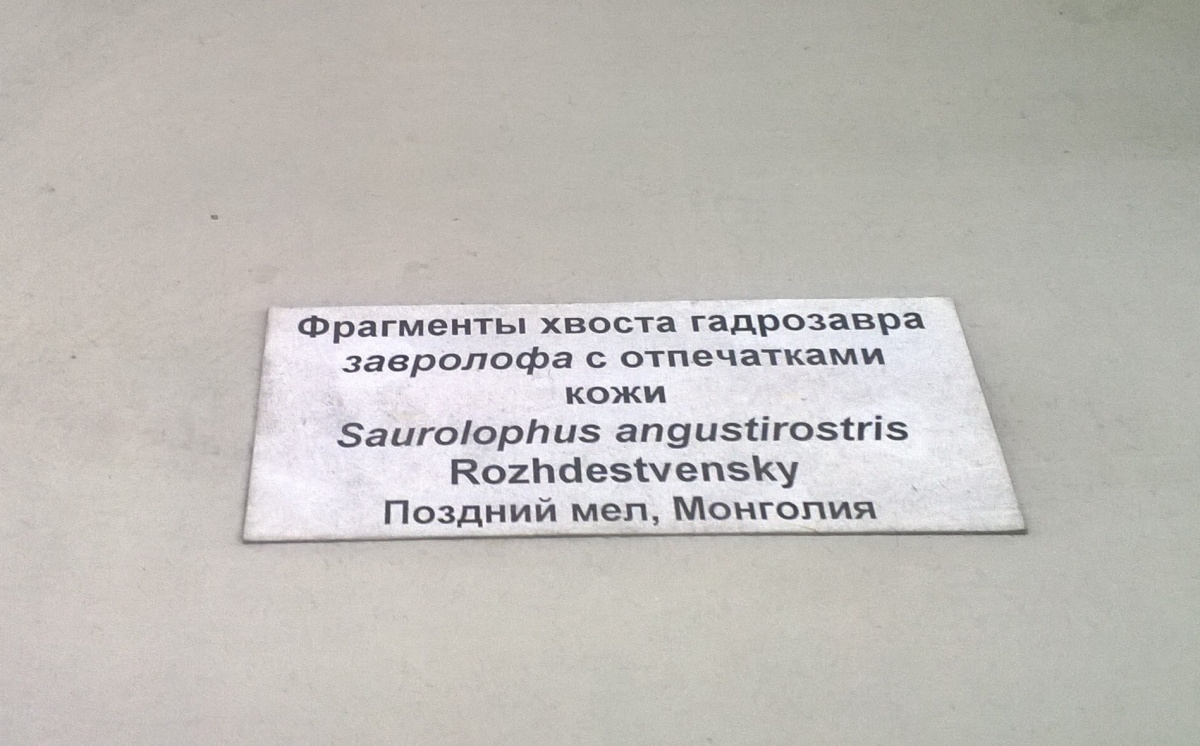 Фрагменты хвоста гадрозавра
завролофа с отпечатками
кожи
Saurolophus angustirostris
Rozhdestvensky
Поздний мел, Монголия